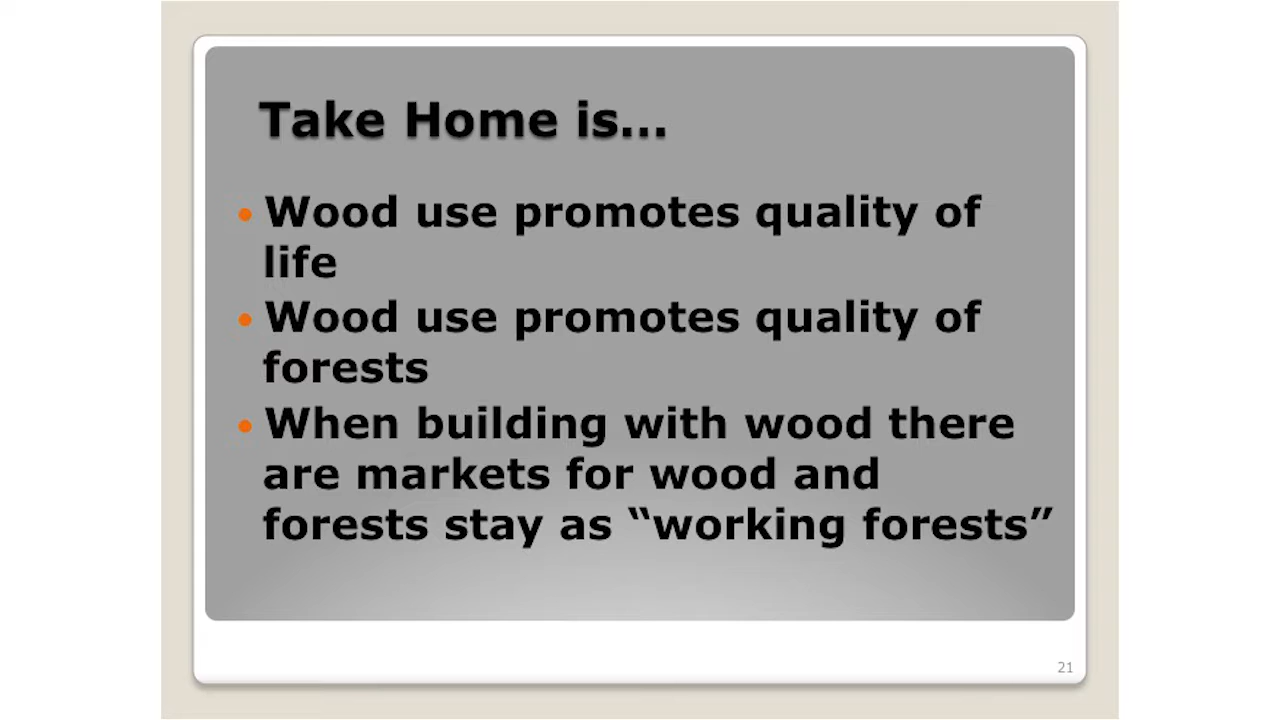 Take Home is...
• Wood use promotes quality of
life
• Wood use promotes quality of
forests
• When building with wood there
are markets for wood and
forests stay as “working forests”
21